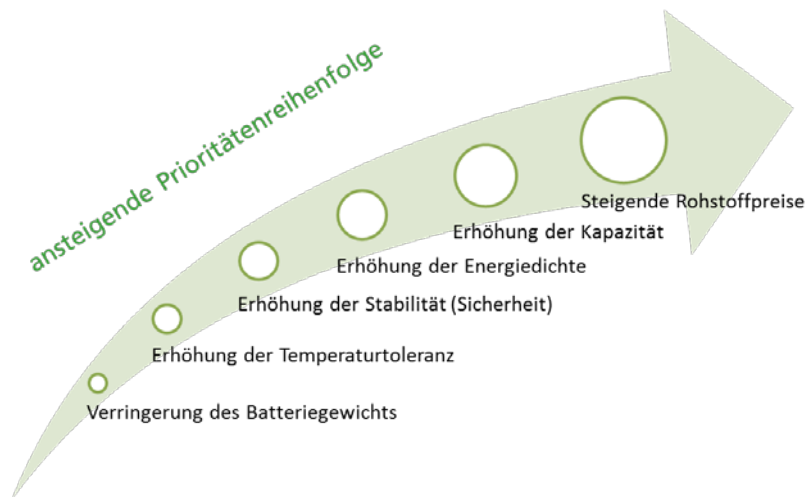 ansteigende Prioritätenreihenfolge
Steigende Rohstoffpreise
Erhöhung der Kapazität
Erhöhung der Energiedichte
Erhöhung der Stabilität (Sicherheit)
Erhöhung der Temperaturtoleranz
Verringerung des Batteriegewichts